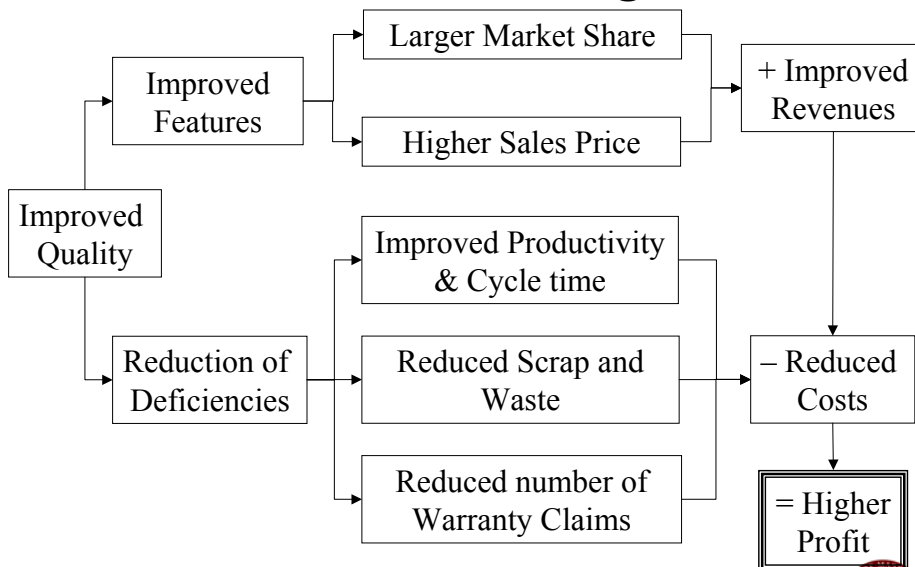 Larger Market Share
Improved
Features
+ Improved
Revenues
Higher Sales Price
Improved
Quality
Improved Productivity
& Cycle time
Reduction of
Deficiencies
Reduced Scrap and
Waste
– Reduced
Costs
Reduced number of
Warranty Claims
= Higher
Profit